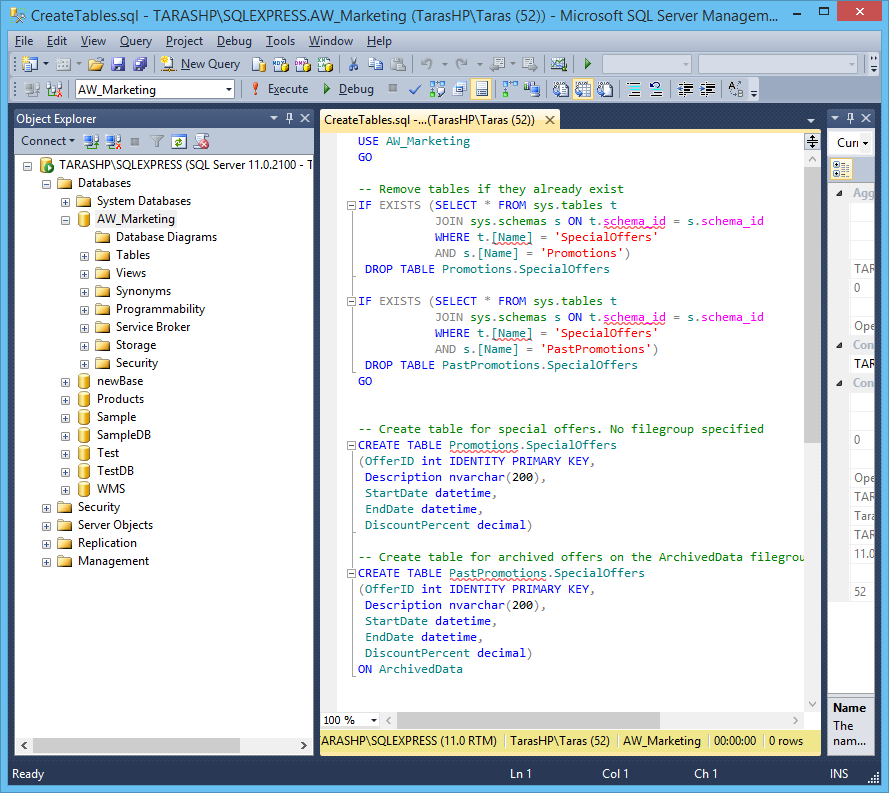 CreateTables.sql - TARASHP\SQLEXPRESS.AW_Marketing (TarasHP\Taras (52)) - Microsoft SQL Server Managem...
File Edit View Query Project Debug Tools Window Help
New Query
AW_Marketing Execute Debug
Object Explorer
Connect
TARASHP\SQLEXPRESS (SQL Server 11.0.2100 - T
Databases
System Databases
AW_Marketing
Database Diagrams
Tables
Views
Synonyms
Programmability
Service Broker
Storage
Security
newBase
Products
Sample
SampleDB
Test
TestDB
WMS
Security
Server Objects
Replication
Management
CreateTables.sql -...(TarasHP\Taras (52))
USE AW_Marketing
GO
-- Remove tables if they already exist
IF EXISTS (SELECT * FROM sys.tables t
JOIN sys.schemas s ON t.schema_id = s.schema_id
WHERE t.[Name] = 'SpecialOffers'
AND s.[Name] = 'Promotions')
DROP TABLE Promotions.SpecialOffers
IF EXISTS (SELECT * FROM sys.tables t
JOIN sys.schemas s ON t.schema_id = s.schema_id
WHERE t.[Name] = 'SpecialOffers'
AND s.[Name] = 'PastPromotions')
DROP TABLE PastPromotions.SpecialOffers
GO
-- Create table for special offers. No filegroup specified
CREATE TABLE Promotions.SpecialOffers
(OfferID int IDENTITY PRIMARY KEY,
Description nvarchar(200),
StartDate datetime,
EndDate datetime,
DiscountPercent decimal)
-- Create table for archived offers on the ArchivedData filegrou
CREATE TABLE PastPromotions.SpecialOffers
(OfferID int IDENTITY PRIMARY KEY,
Description nvarchar(200),
StartDate datetime,
EndDate datetime,
DiscountPercent decimal)
ON ArchivedData
100 %
TARASHP\SQLEXPRESS (11.0 RTM) TarasHP\Taras (52) AW_Marketing 00:00:00 0 rows
Curr
Agg
TAR
0
Ope
Con
TAR
Con
0
Ope
TAR
Tara
TAR
11.0
52
Name
The
nam...
Ready Ln 1 Col 1 Ch 1 INS